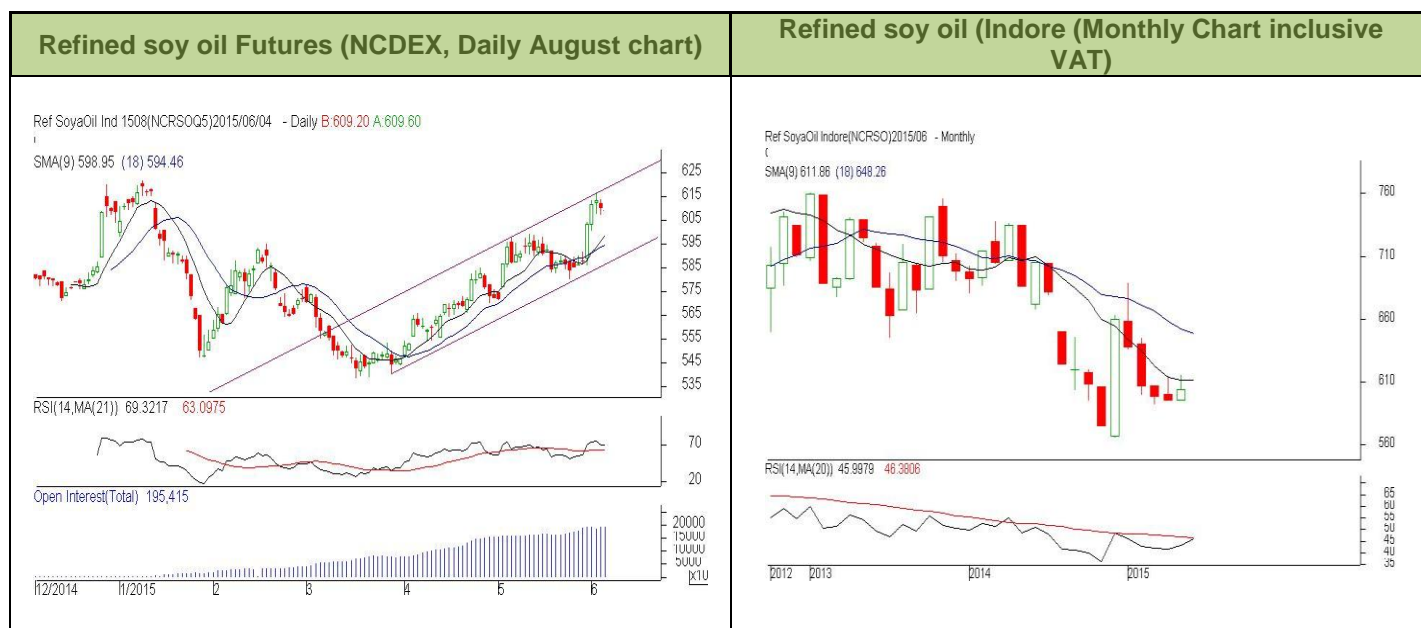 Refined soy oil Futures (NCDEX, Daily August chart)
Refined soy oil (Indore (Monthly Chart inclusive
VAT)
Ref SoyaOil Ind 1508(NCRSOQ5)2015/06/04 - Daily B:609.20 A:609.60
SMA(9) 598.95 (18) 594.46
625
615
605
595
585
575
565
555
545
535
RSI(14,MA(21)) 69.3217 63.0975
70
20
Open Interest(Total) 195,415
20000
15000
10000
5000
x10
12/2014 1/2015 2 3 4 5 6
Ref SoyaOil Indore(NCRSO)2015/06 - Monthly
SMA(9) 611.86 (18) 648.26
760
710
660
610
560
RSI(14,MA(20)) 45.9979 46.3806
65
60
55
50
45
40
35
2012 2013 2014 2015